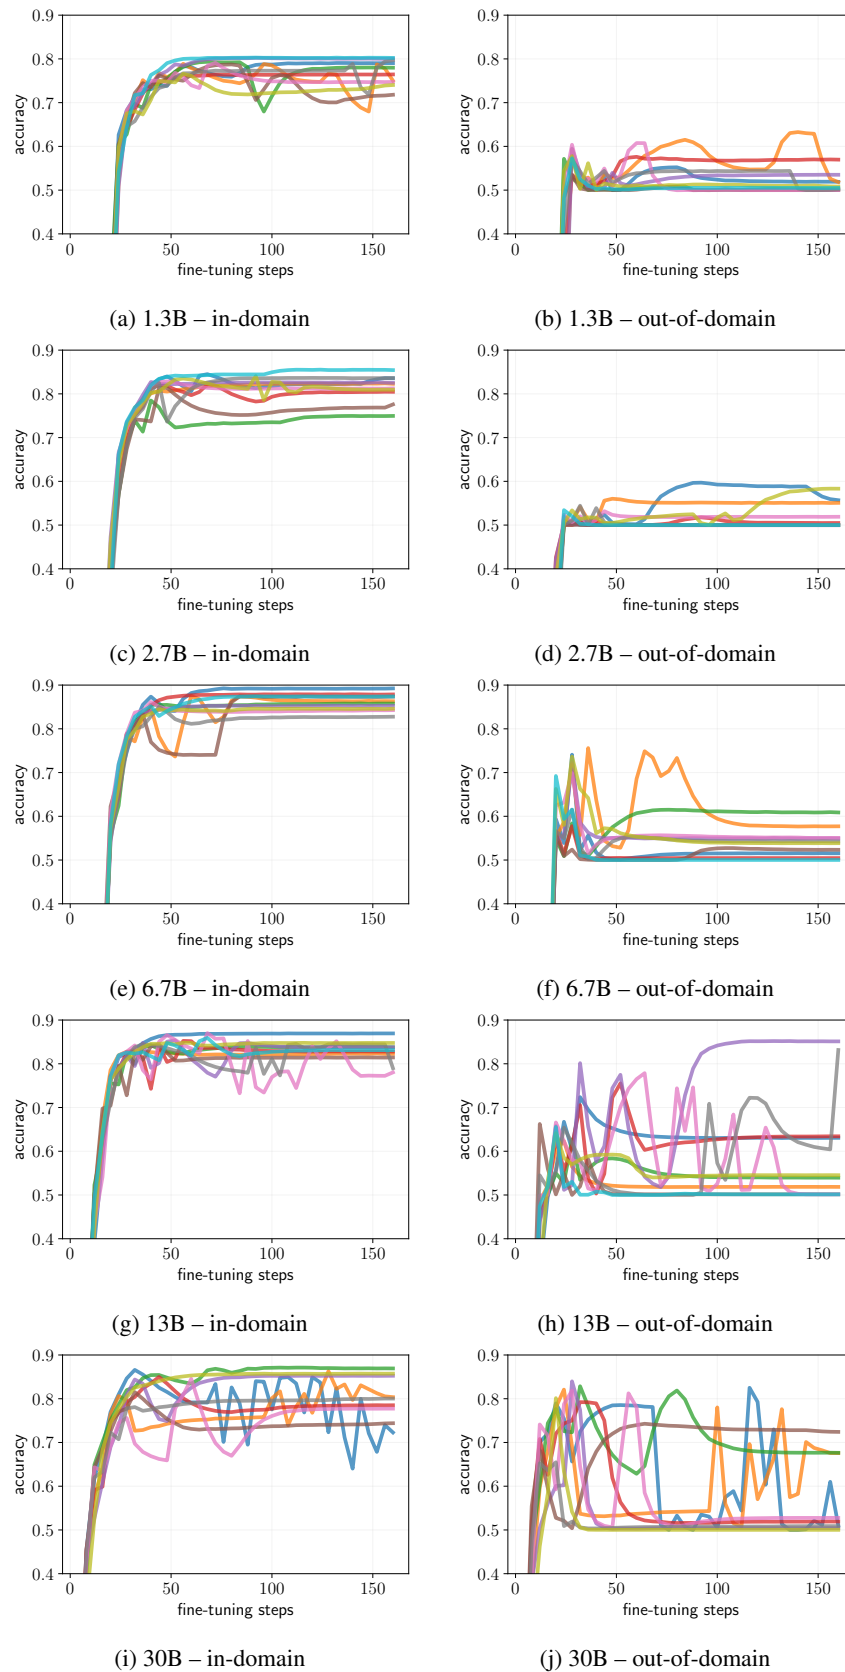 0.9 0.9
0.8 0.8
0.7 0.7
accuracy accuracy
0.6 0.6
0.5 0.5
0.4 0.4
0 50 100 150 0 50 100 150
fine-tuning steps fine-tuning steps
(a) 1.3B – in-domain (b) 1.3B – out-of-domain
0.9 0.9
0.8 0.8
0.7 0.7
accuracy accuracy
0.6 0.6
0.5 0.5
0.4 0.4
0 50 100 150 0 50 100 150
fine-tuning steps fine-tuning steps
(c) 2.7B – in-domain (d) 2.7B – out-of-domain
0.9 0.9
0.8 0.8
0.7 0.7
accuracy accuracy
0.6 0.6
0.5 0.5
0.4 0.4
0 50 100 150 0 50 100 150
fine-tuning steps fine-tuning steps
(e) 6.7B – in-domain (f) 6.7B – out-of-domain
0.9 0.9
0.8 0.8
0.7 0.7
accuracy accuracy
0.6 0.6
0.5 0.5
0.4 0.4
0 50 100 150 0 50 100 150
fine-tuning steps fine-tuning steps
(g) 13B – in-domain (h) 13B – out-of-domain
0.9 0.9
0.8 0.8
0.7 0.7
accuracy accuracy
0.6 0.6
0.5 0.5
0.4 0.4
0 50 100 150 0 50 100 150
fine-tuning steps fine-tuning steps
(i) 30B – in-domain (j) 30B – out-of-domain